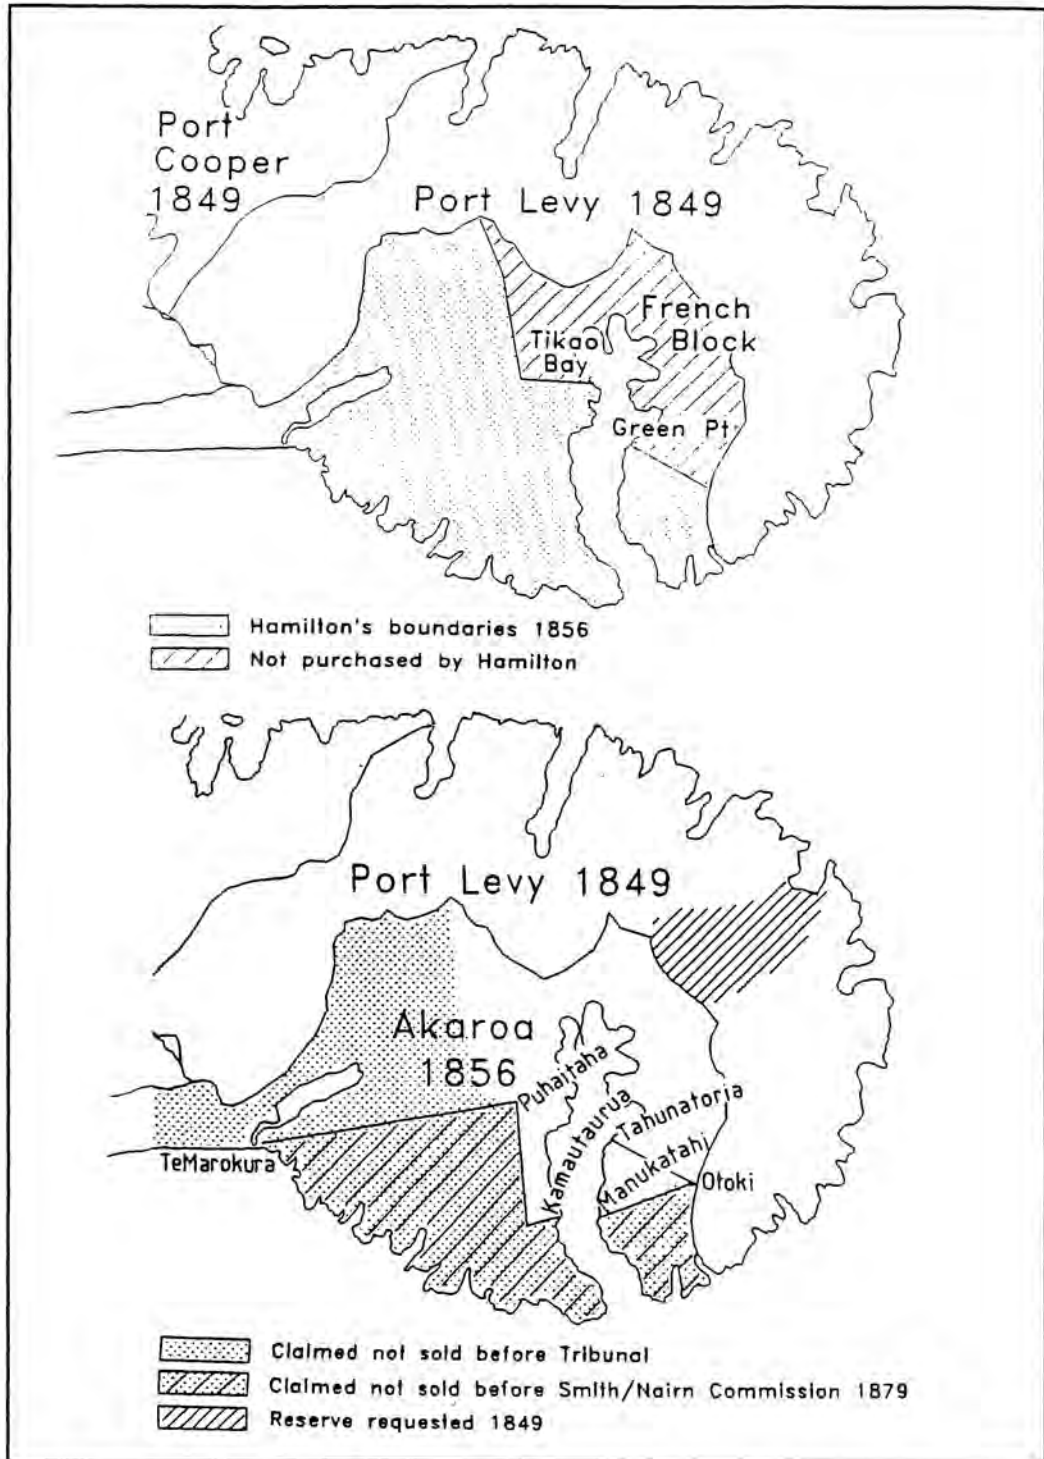 Port
Cooper
1849
Port Levy 1849
French
Block
Tikao
Bay
Green Pt
Hamilton's boundaries 1856
Not purchased by Hamilton
Port Levy 1849
Akaroa
1856
Puhaitaha
Kamautaurua
Tahunatoria
Manukatahi
Otoki
TeMarokura
Claimed not sold before Tribunal
Claimed not sold before Smith/Nairn Commission 1879
Reserve requested 1849